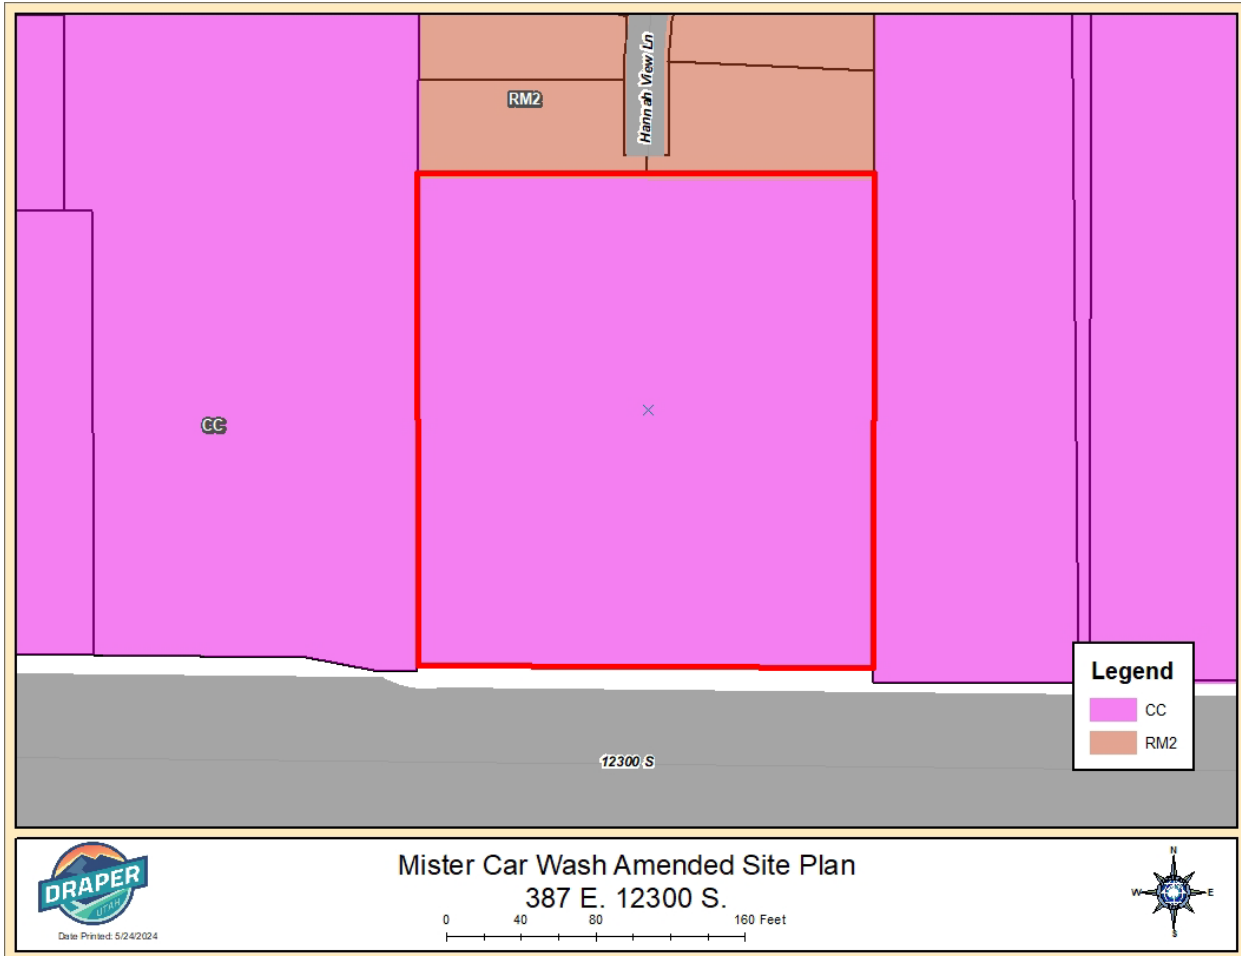 Hannah View Ln
RM2
CC
Legend
CC
RM2
12300 S
DRAPER
UTAH
Date Printed: 5/24/2024
Mister Car Wash Amended Site Plan
387 E. 12300 S.
0 40 80 160 Feet
N
W E
S